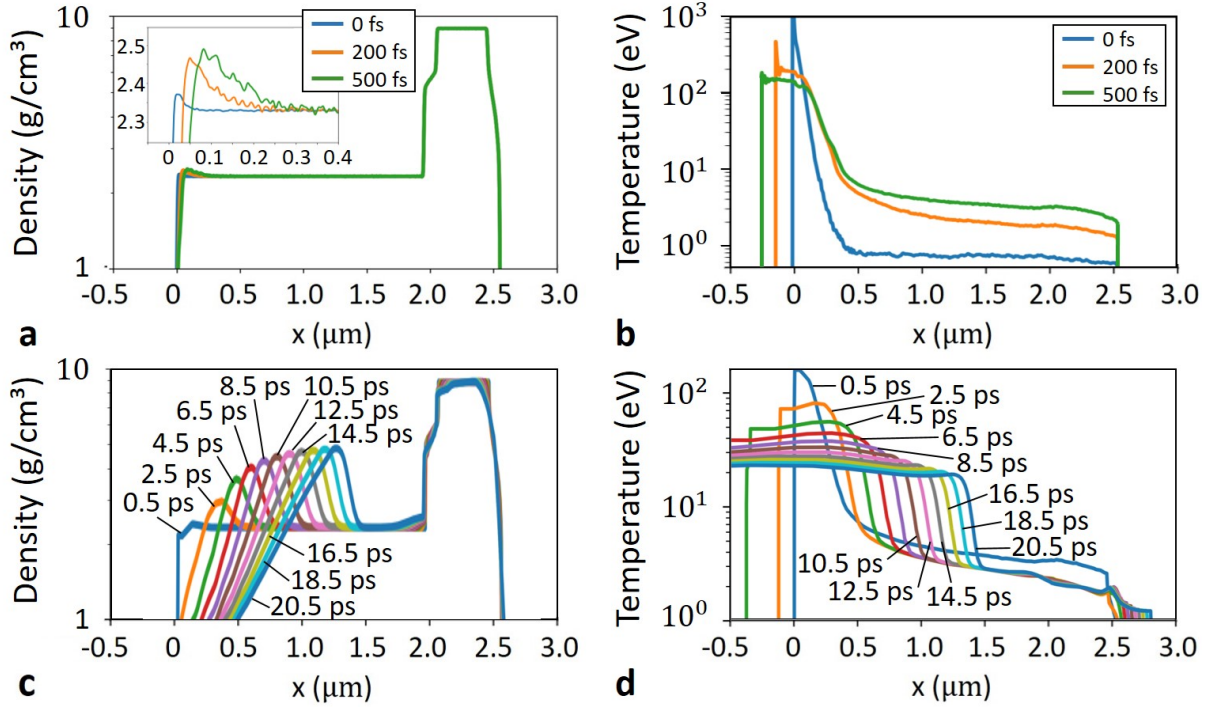 10
1
Density (g/cm³)
0 fs
200 fs
500 fs
2.5
2.4
2.3
0 0.1 0.2 0.3 0.4
-0.5 0 0.5 1.0 1.5 2.0 2.5 3.0
x (μm)
a
10³
10²
10¹
10⁰
Temperature (eV)
0 fs
200 fs
500 fs
-0.5 0 0.5 1.0 1.5 2.0 2.5 3.0
x (μm)
b
10
1
Density (g/cm³)
8.5 ps
10.5 ps
6.5 ps
12.5 ps
4.5 ps
14.5 ps
2.5 ps
0.5 ps
16.5 ps
18.5 ps
20.5 ps
-0.5 0 0.5 1.0 1.5 2.0 2.5 3.0
x (μm)
c
10²
10¹
10⁰
Temperature (eV)
0.5 ps
2.5 ps
4.5 ps
6.5 ps
8.5 ps
16.5 ps
18.5 ps
20.5 ps
10.5 ps
12.5 ps
14.5 ps
-0.5 0 0.5 1.0 1.5 2.0 2.5 3.0
x (μm)
d